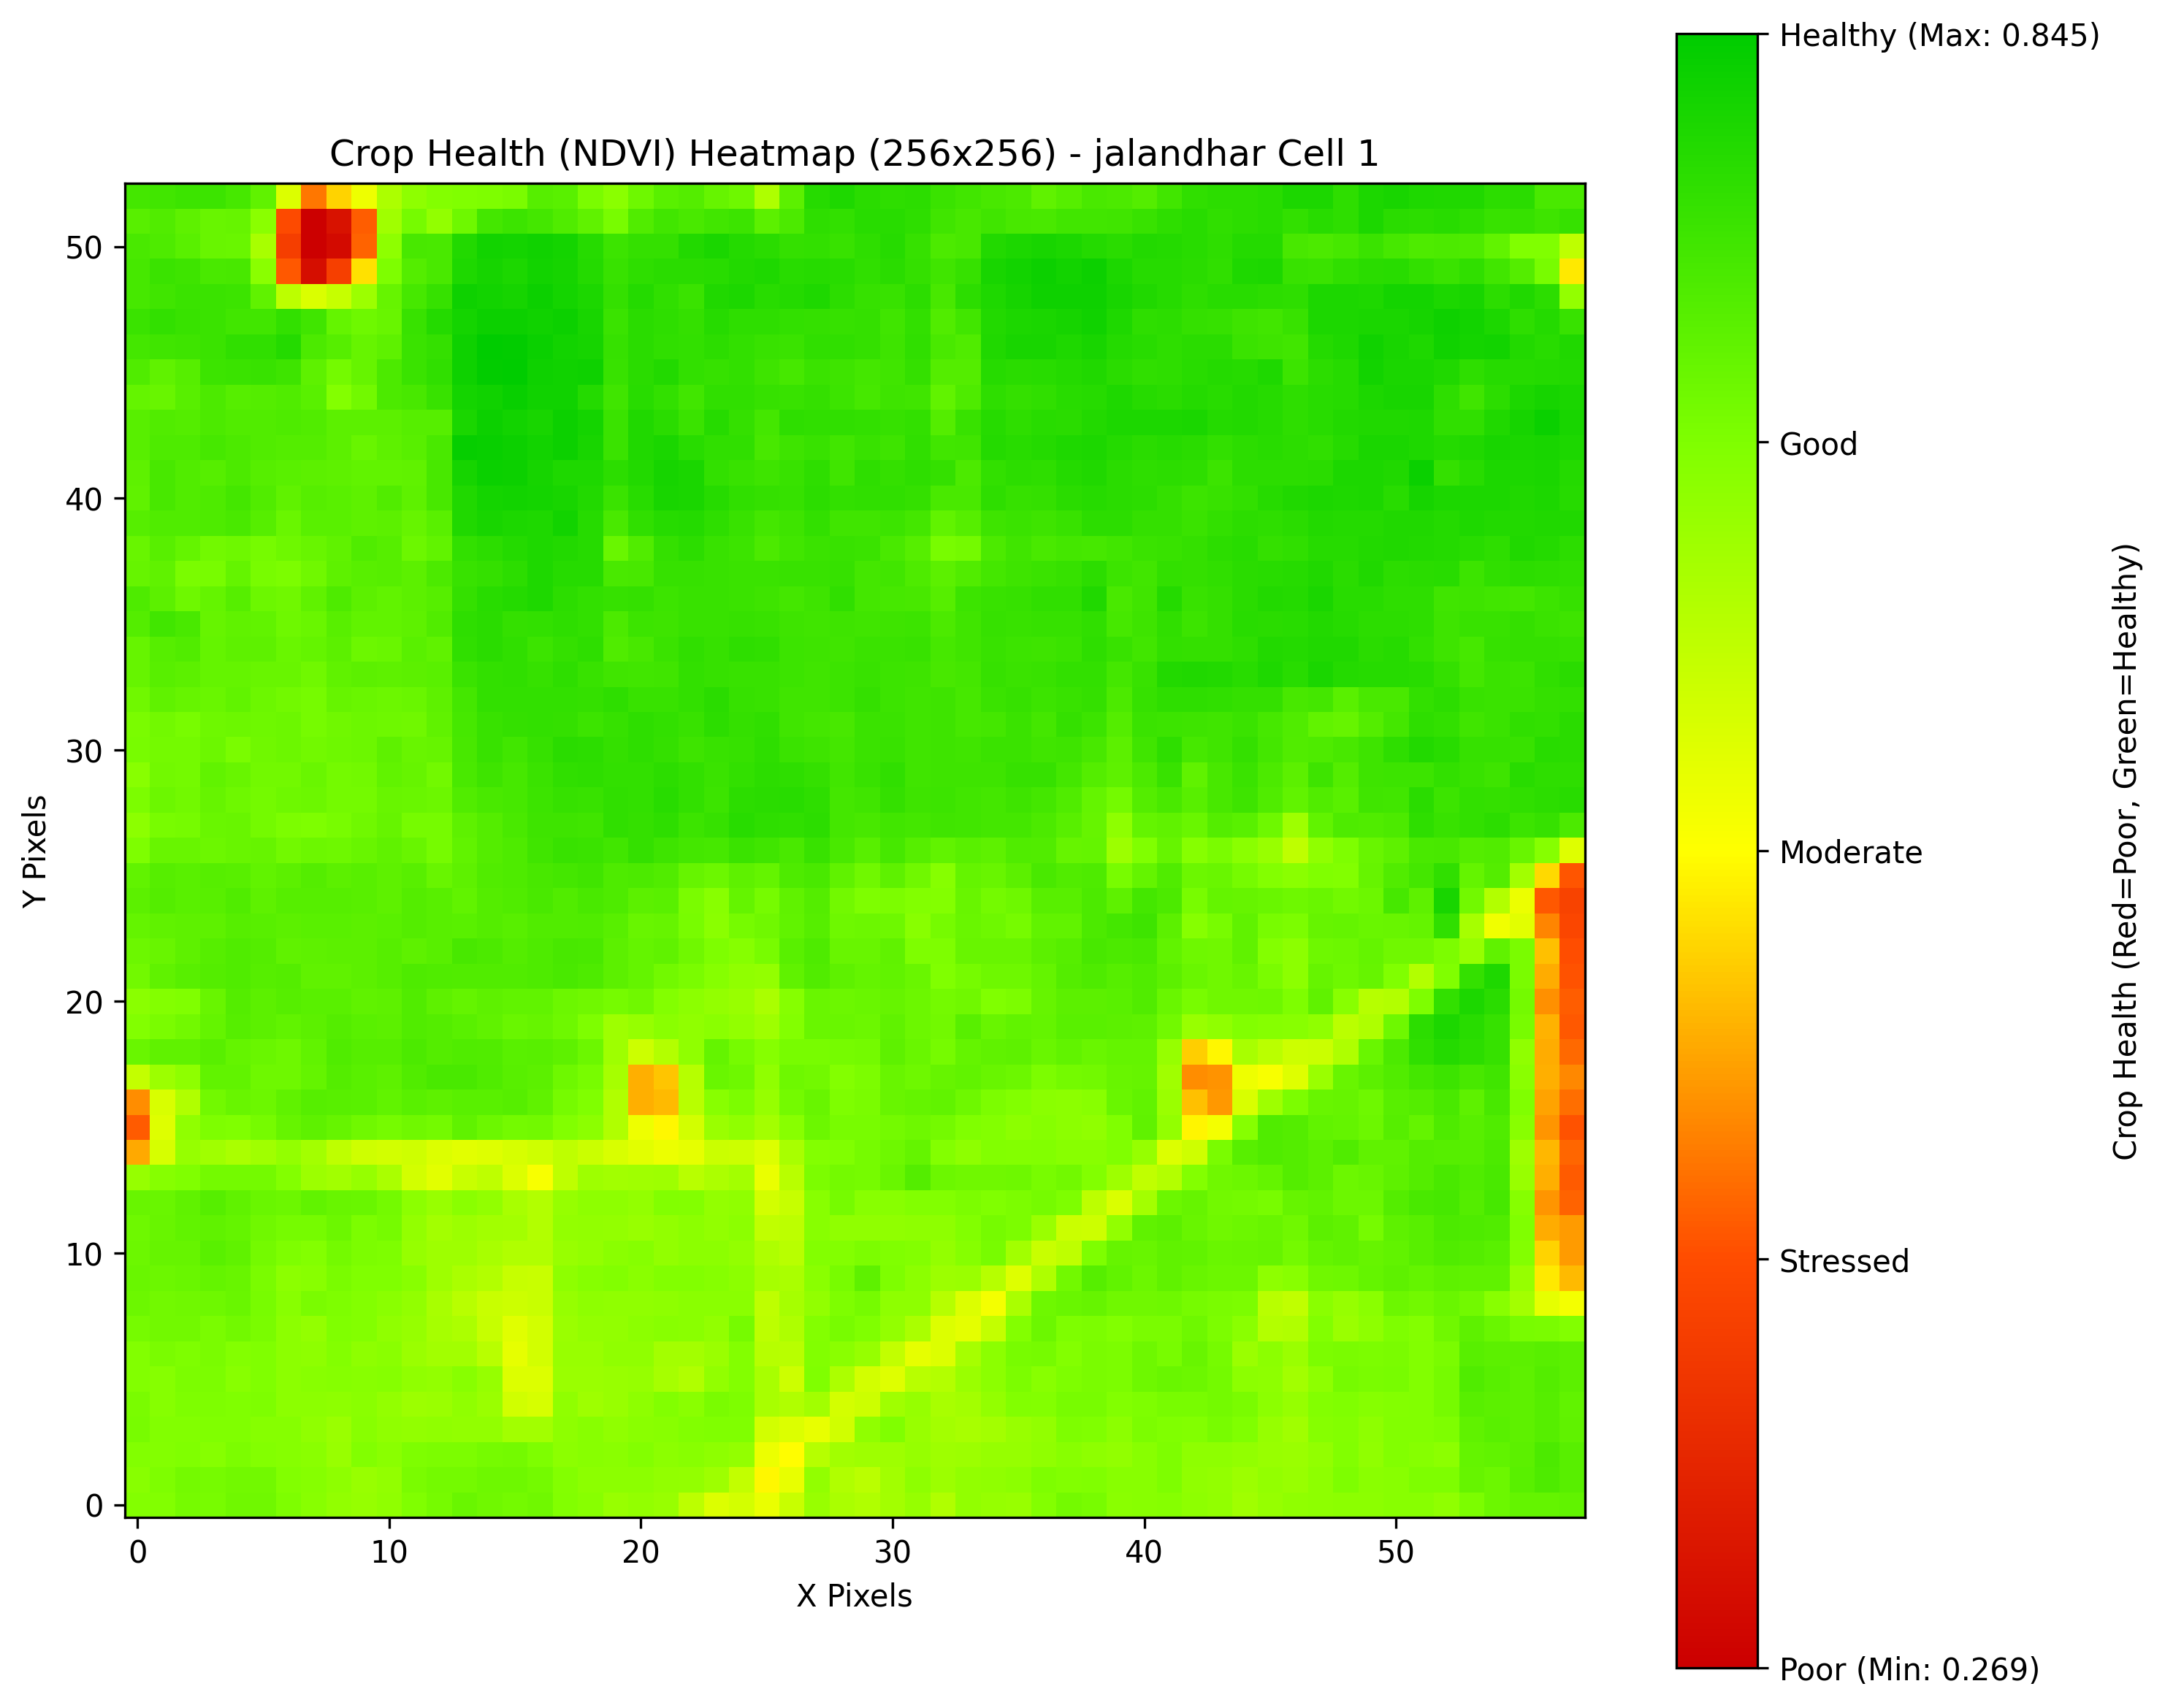 Crop Health (NDVI) Heatmap (256x256) - jalandhar Cell 1
Y Pixels
50
40
30
20
10
0
0 10 20 30 40 50
X Pixels
Healthy (Max: 0.845)
Good
Moderate
Stressed
Poor (Min: 0.269)
Crop Health (Red=Poor, Green=Healthy)